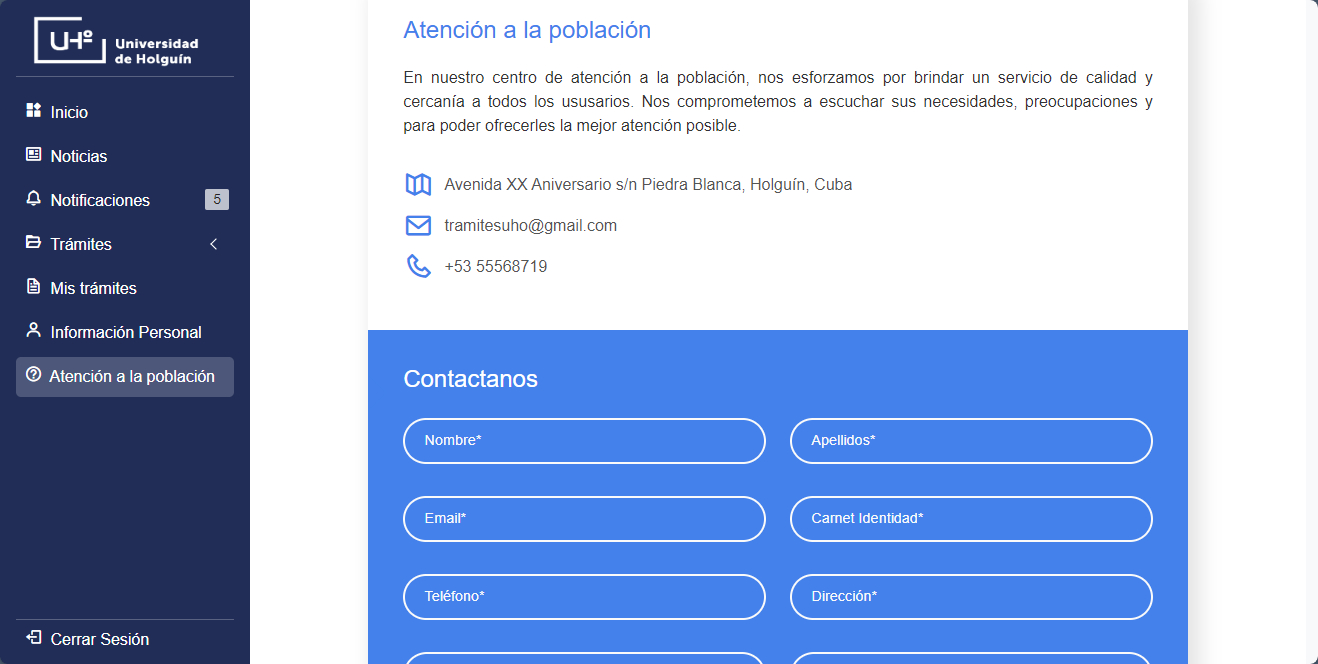 UHº
Universidad
de Holguín
Inicio
Noticias
Notificaciones 5
Trámites
Mis trámites
Información Personal
Atención a la población
Cerrar Sesión
Atención a la población
En nuestro centro de atención a la población, nos esforzamos por brindar un servicio de calidad y
cercanía a todos los ususarios. Nos comprometemos a escuchar sus necesidades, preocupaciones y
para poder ofrecerles la mejor atención posible.
Avenida XX Aniversario s/n Piedra Blanca, Holguín, Cuba
tramitesuho@gmail.com
+53 55568719
Contactanos
Nombre*
Apellidos*
Email*
Carnet Identidad*
Teléfono*
Dirección*